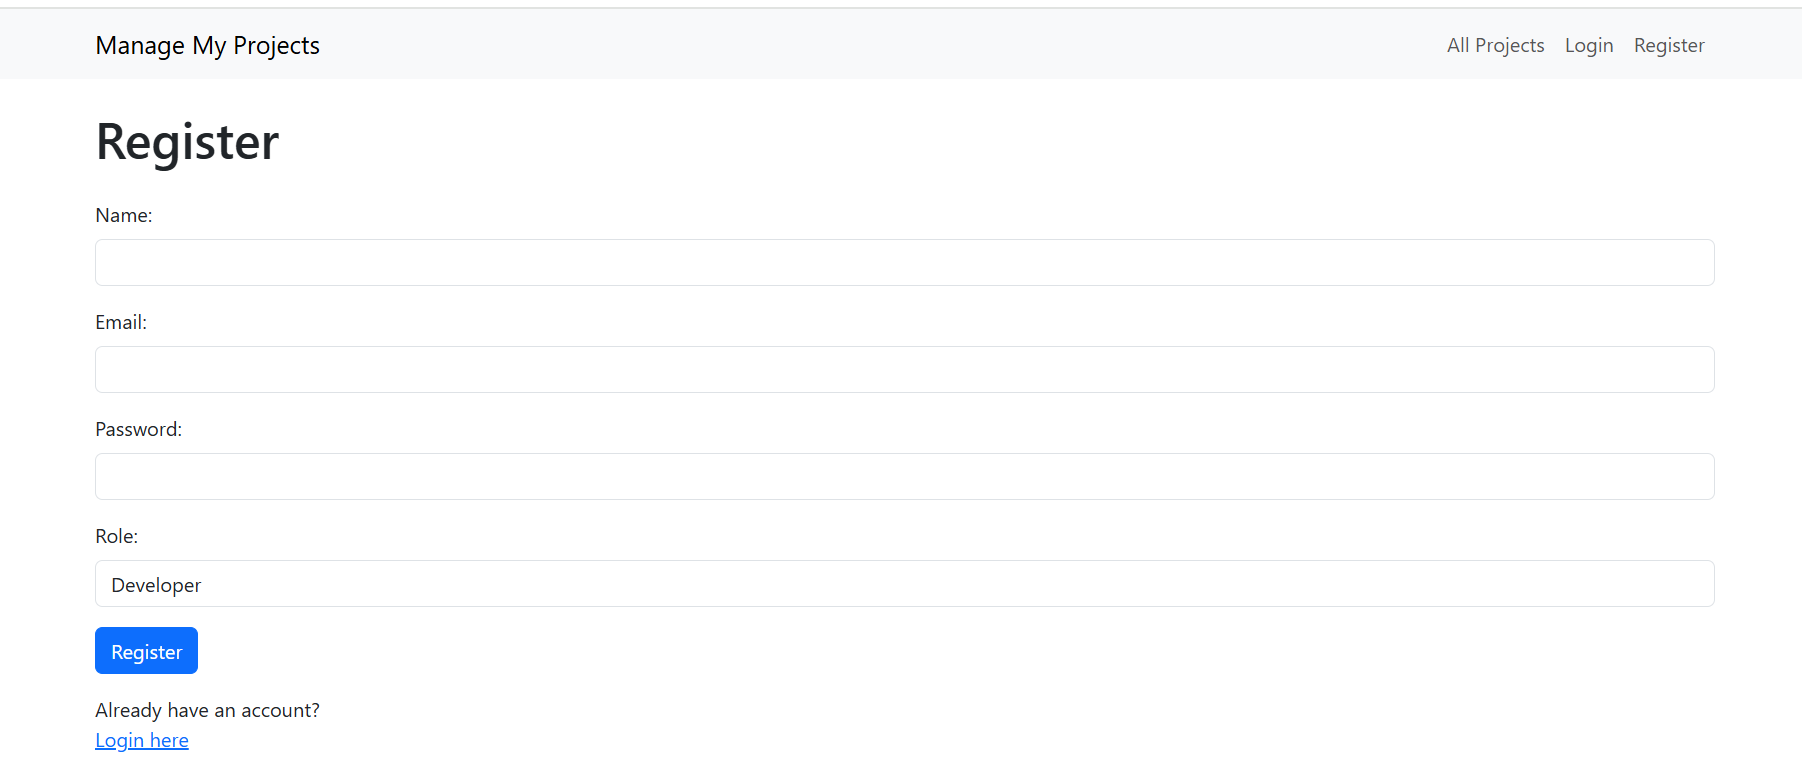 Manage My Projects All Projects Login Register
Register
Name:
Email:
Password:
Role:
Developer
Register
Already have an account?
Login here